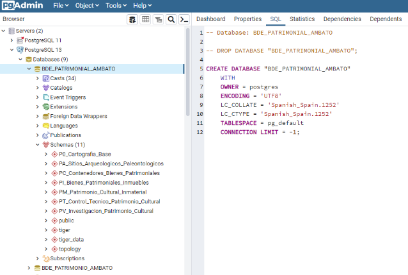 pgAdmin File Object Tools Help
Browser
Dashboard Properties SQL Statistics Dependencies Dependents
Servers (2)
PostgreSQL 11
PostgreSQL 13
Databases (9)
BDE_PATRIMONIAL_AMBATO
Casts (34)
Catalogs
Event Triggers
Extensions
Foreign Data Wrappers
Languages
Publications
Schemas (11)
PB_Cartografia_Base
PA_Sitios_Arqueologicos_Paleontologicos
PC_Contenedores_Bienes_Patrimoniales
PI_Bienes_Patrimoniales_Inmuebles
PM_Patrimonio_Cultural_Inmaterial
PT_Control_Tecnico_Patrimonio_Cultural
PV_Investigacion_Patrimonio_Cultural
public
tiger
tiger_data
topology
Subscriptions
BDE_PATRIMONIO_AMBATO
1 -- Database: BDE_PATRIMONIAL_AMBATO
2
3 -- DROP DATABASE "BDE_PATRIMONIAL_AMBATO";
4
5 CREATE DATABASE "BDE_PATRIMONIAL_AMBATO"
6 WITH
7 OWNER = postgres
8 ENCODING = 'UTF8'
9 LC_COLLATE = 'Spanish_Spain.1252'
10 LC_CTYPE = 'Spanish_Spain.1252'
11 TABLESPACE = pg_default
12 CONNECTION LIMIT = -1;